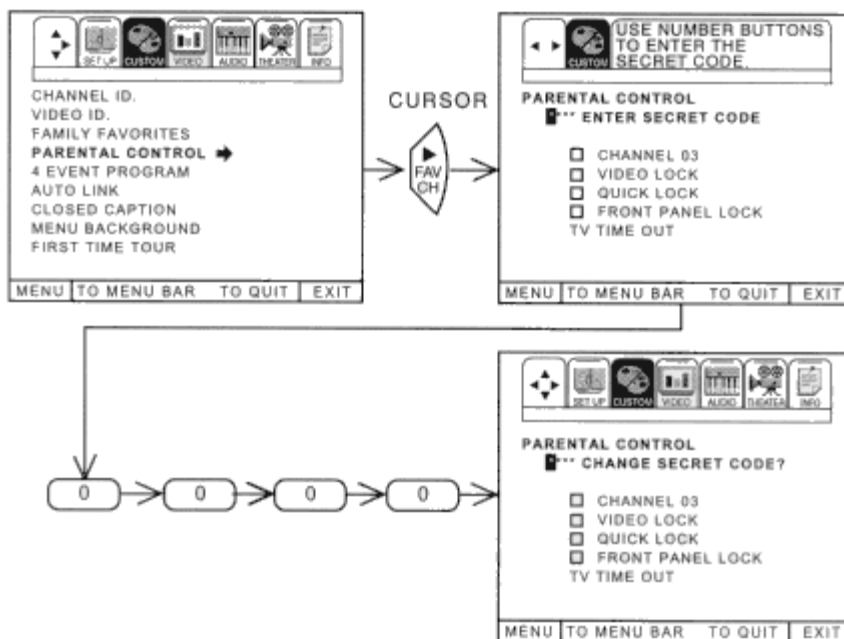 SET UP CUSTOM VIDEO AUDIO THEATER INFO
CHANNEL ID.
VIDEO ID.
FAMILY FAVORITES
PARENTAL CONTROL
4 EVENT PROGRAM
AUTO LINK
CLOSED CAPTION
MENU BACKGROUND
FIRST TIME TOUR
MENU TO MENU BAR TO QUIT EXIT
CURSOR
FAV
CH
CUSTOM
USE NUMBER BUTTONS
TO ENTER THE
SECRET CODE.
PARENTAL CONTROL
*··· ENTER SECRET CODE
CHANNEL 03
VIDEO LOCK
QUICK LOCK
FRONT PANEL LOCK
TV TIME OUT
MENU TO MENU BAR TO QUIT EXIT
0 0 0 0
SET UP CUSTOM VIDEO AUDIO THEATER INFO
PARENTAL CONTROL
*··· CHANGE SECRET CODE?
CHANNEL 03
VIDEO LOCK
QUICK LOCK
FRONT PANEL LOCK
TV TIME OUT
MENU TO MENU BAR TO QUIT EXIT